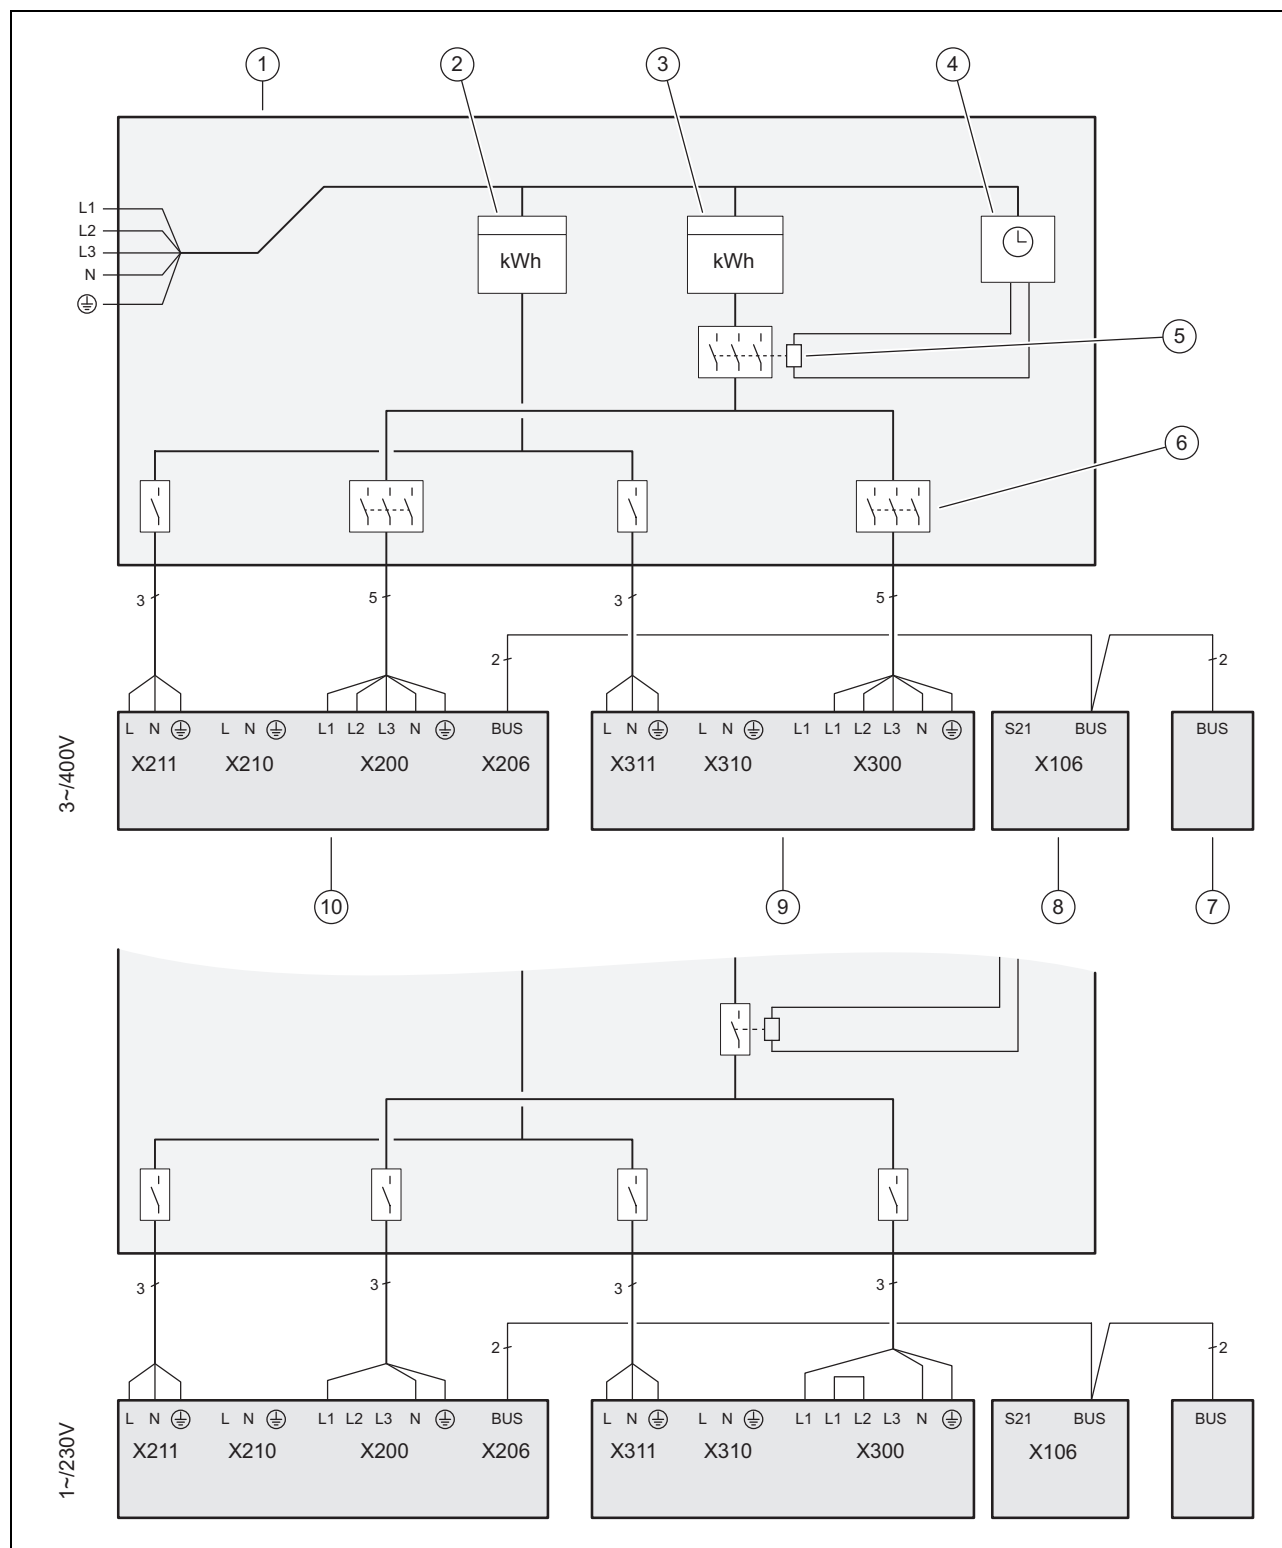 1 2 3 4
L1
L2
L3
N
kWh kWh
5
6
3 5 3 5
2 2
L N L N L1 L2 L3 N BUS L N L N L1 L1 L2 L3 N S21 BUS BUS
X211 X210 X200 X206 X311 X310 X300 X106
3~/400V
10 9 8 7
3 3 3 3
2 2
L N L N L1 L2 L3 N BUS L N L N L1 L1 L2 L3 N S21 BUS BUS
X211 X210 X200 X206 X311 X310 X300 X106
1~/230V